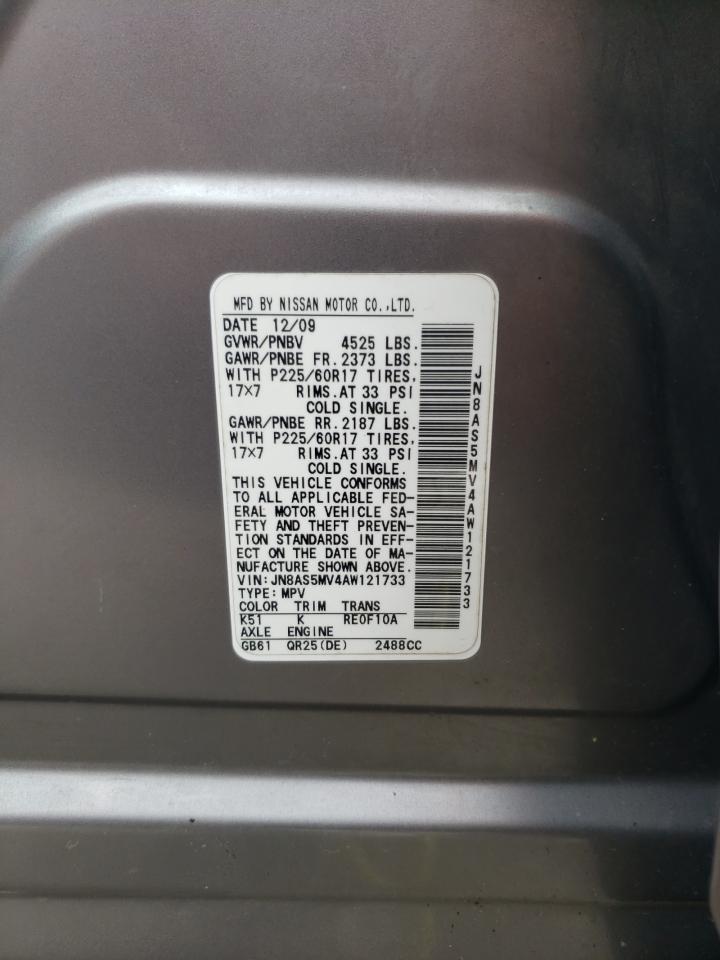 MFD BY NISSAN MOTOR CO.,LTD.
DATE 12/09
GVWR/PNBV 4525 LBS.
GAWR/PNBE FR.2373 LBS.
WITH P225/60R17 TIRES,
17×7 RIMS.AT 33 PSI
COLD SINGLE.
GAWR/PNBE RR.2187 LBS.
WITH P225/60R17 TIRES,
17×7 RIMS.AT 33 PSI
COLD SINGLE.
THIS VEHICLE CONFORMS
TO ALL APPLICABLE FED-
ERAL MOTOR VEHICLE SA-
FETY AND THEFT PREVEN-
TION STANDARDS IN EFF-
ECT ON THE DATE OF MA-
NUFACTURE SHOWN ABOVE.
VIN:JN8AS5MV4AW121733
TYPE:MPV
COLOR TRIM TRANS
K51 K RE0F10A
AXLE ENGINE
GB61 QR25(DE) 2488CC
JN8AS5MV4AW121733